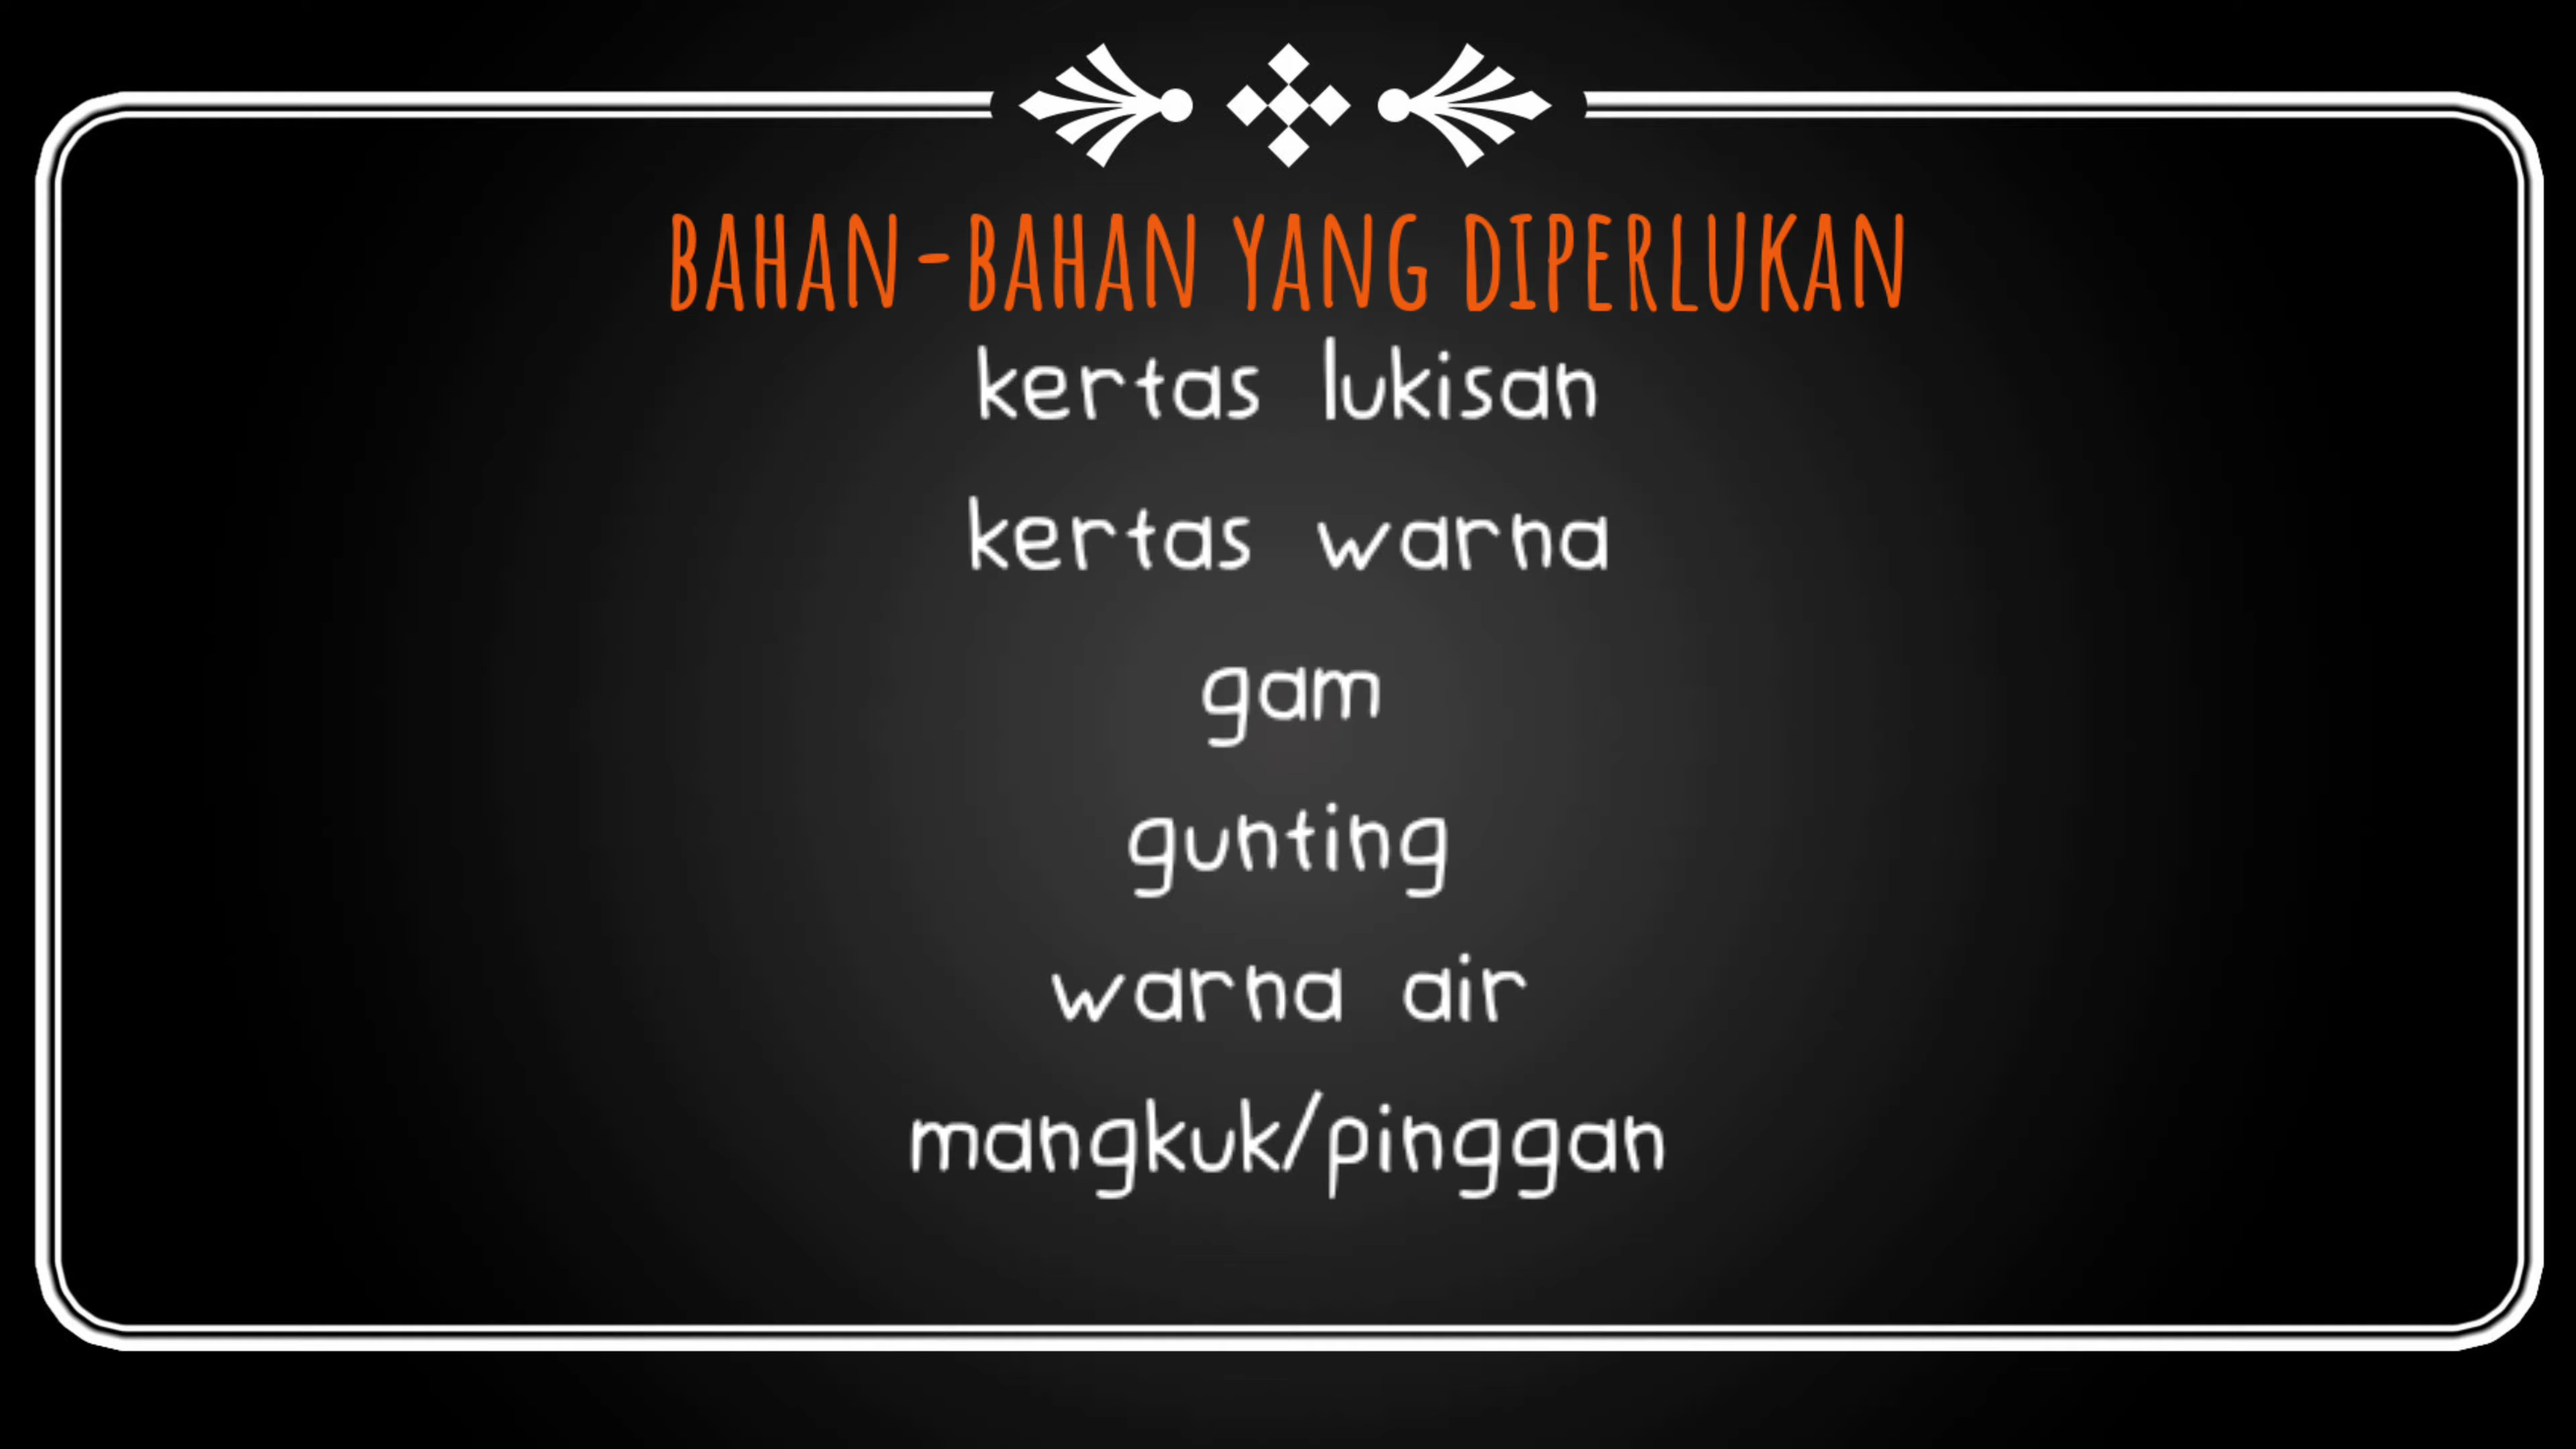 BAHAN-BAHAN YANG DIPERLUKAN
kertas lukisan
kertas warna
gam
gunting
warna air
mangkuk/pinggan